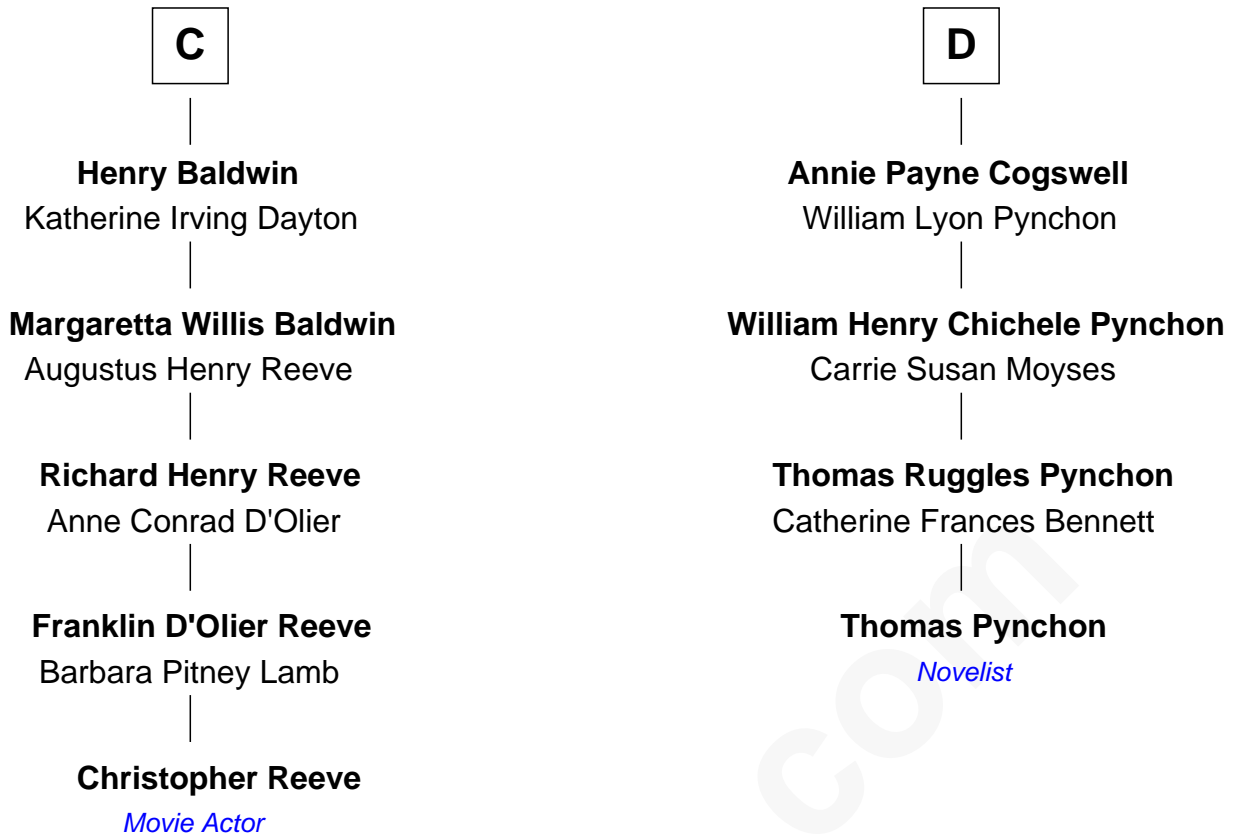 C
Henry Baldwin
Katherine Irving Dayton
Margaretta Willis Baldwin
Augustus Henry Reeve
Richard Henry Reeve
Anne Conrad D'Olier
Franklin D'Olier Reeve
Barbara Pitney Lamb
Christopher Reeve
Movie Actor
D
Annie Payne Cogswell
William Lyon Pynchon
William Henry Chichele Pynchon
Carrie Susan Moyses
Thomas Ruggles Pynchon
Catherine Frances Bennett
Thomas Pynchon
Novelist
com